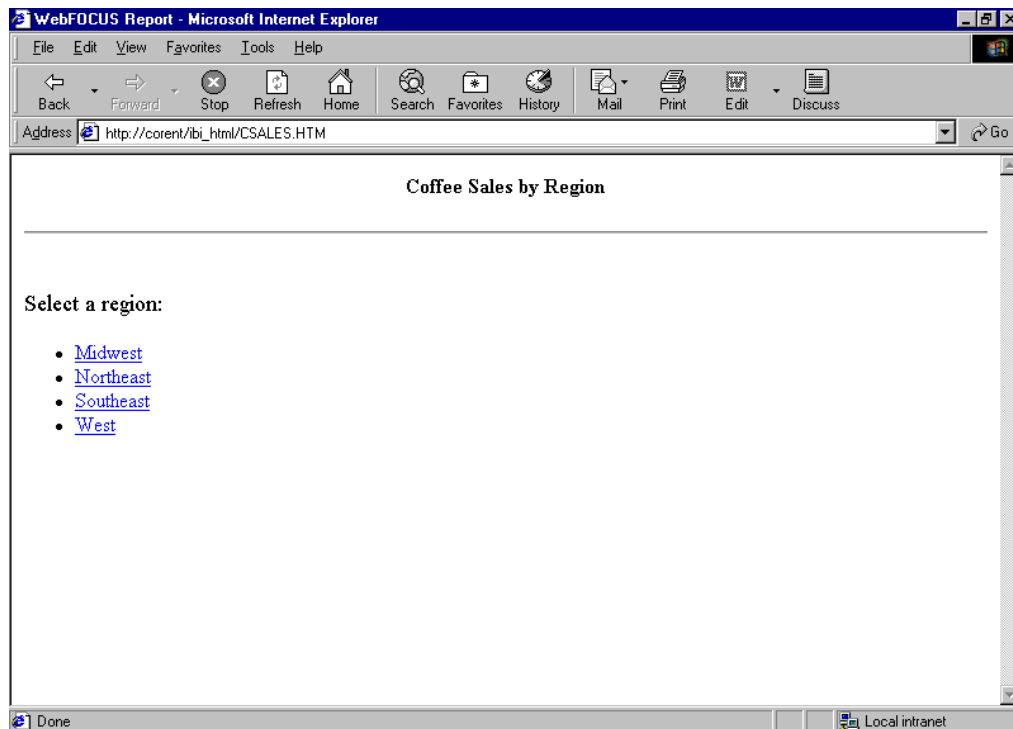 WebFOCUS Report - Microsoft Internet Explorer
File Edit View Favorites Tools Help
Back Forward Stop Refresh Home Search Favorites History Mail Print Edit Discuss
Address http://corent/ibi_html/CSALES.HTM Go
Coffee Sales by Region
Select a region:
• Midwest
• Northeast
• Southeast
• West
Done Local intranet